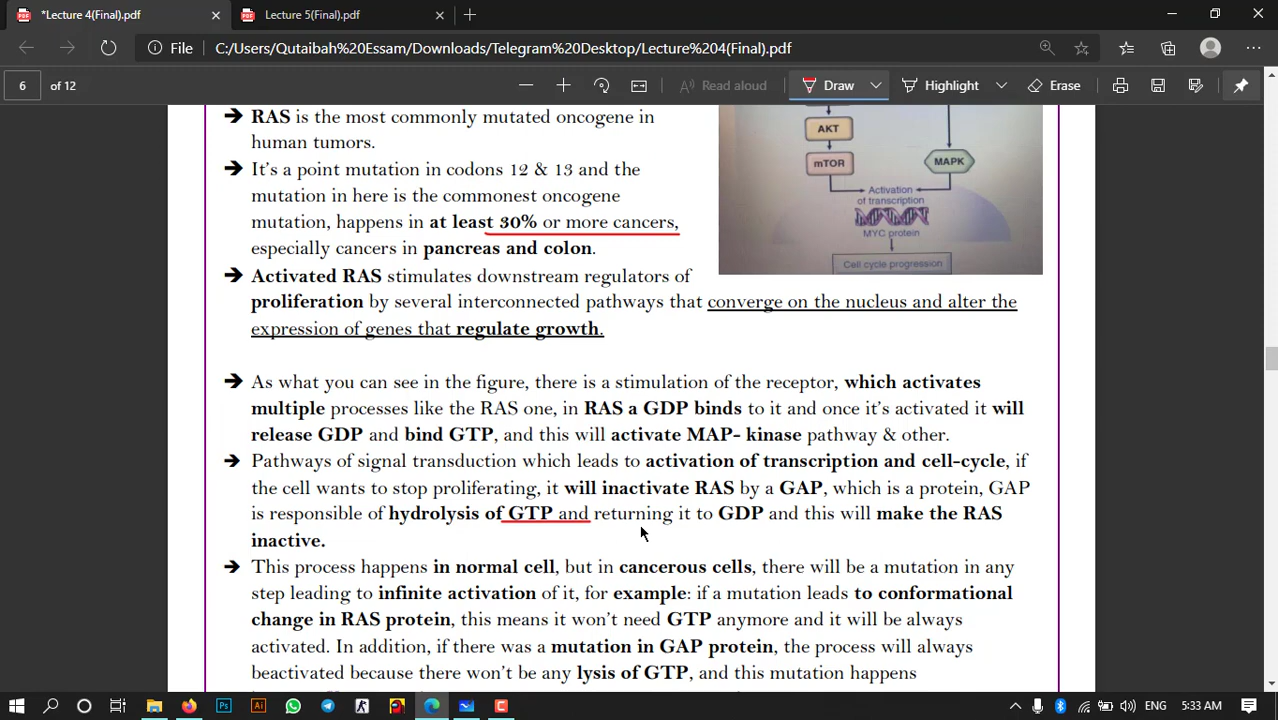 *Lecture 4(Final).pdf
Lecture 5(Final).pdf
File
C:/Users/Qutaibah%20Essam/Downloads/Telegram%20Desktop/Lecture%204(Final).pdf
6 of 12
Read aloud
Draw
Highlight
Erase
RAS is the most commonly mutated oncogene in
human tumors.
It's a point mutation in codons 12 & 13 and the
mutation in here is the commonest oncogene
mutation, happens in at least 30% or more cancers,
especially cancers in pancreas and colon.
AKT
mTOR
MAPK
Activation
of transcription
MYC protein
Cell cycle progression
Activated RAS stimulates downstream regulators of
proliferation by several interconnected pathways that converge on the nucleus and alter the
expression of genes that regulate growth.
As what you can see in the figure, there is a stimulation of the receptor, which activates
multiple processes like the RAS one, in RAS a GDP binds to it and once it's activated it will
release GDP and bind GTP, and this will activate MAP- kinase pathway & other.
Pathways of signal transduction which leads to activation of transcription and cell-cycle, if
the cell wants to stop proliferating, it will inactivate RAS by a GAP, which is a protein, GAP
is responsible of hydrolysis of GTP and returning it to GDP and this will make the RAS
inactive.
This process happens in normal cell, but in cancerous cells, there will be a mutation in any
step leading to infinite activation of it, for example: if a mutation leads to conformational
change in RAS protein, this means it won't need GTP anymore and it will be always
activated. In addition, if there was a mutation in GAP protein, the process will always
beactivated because there won't be any lysis of GTP, and this mutation happens
ENG
5:33 AM